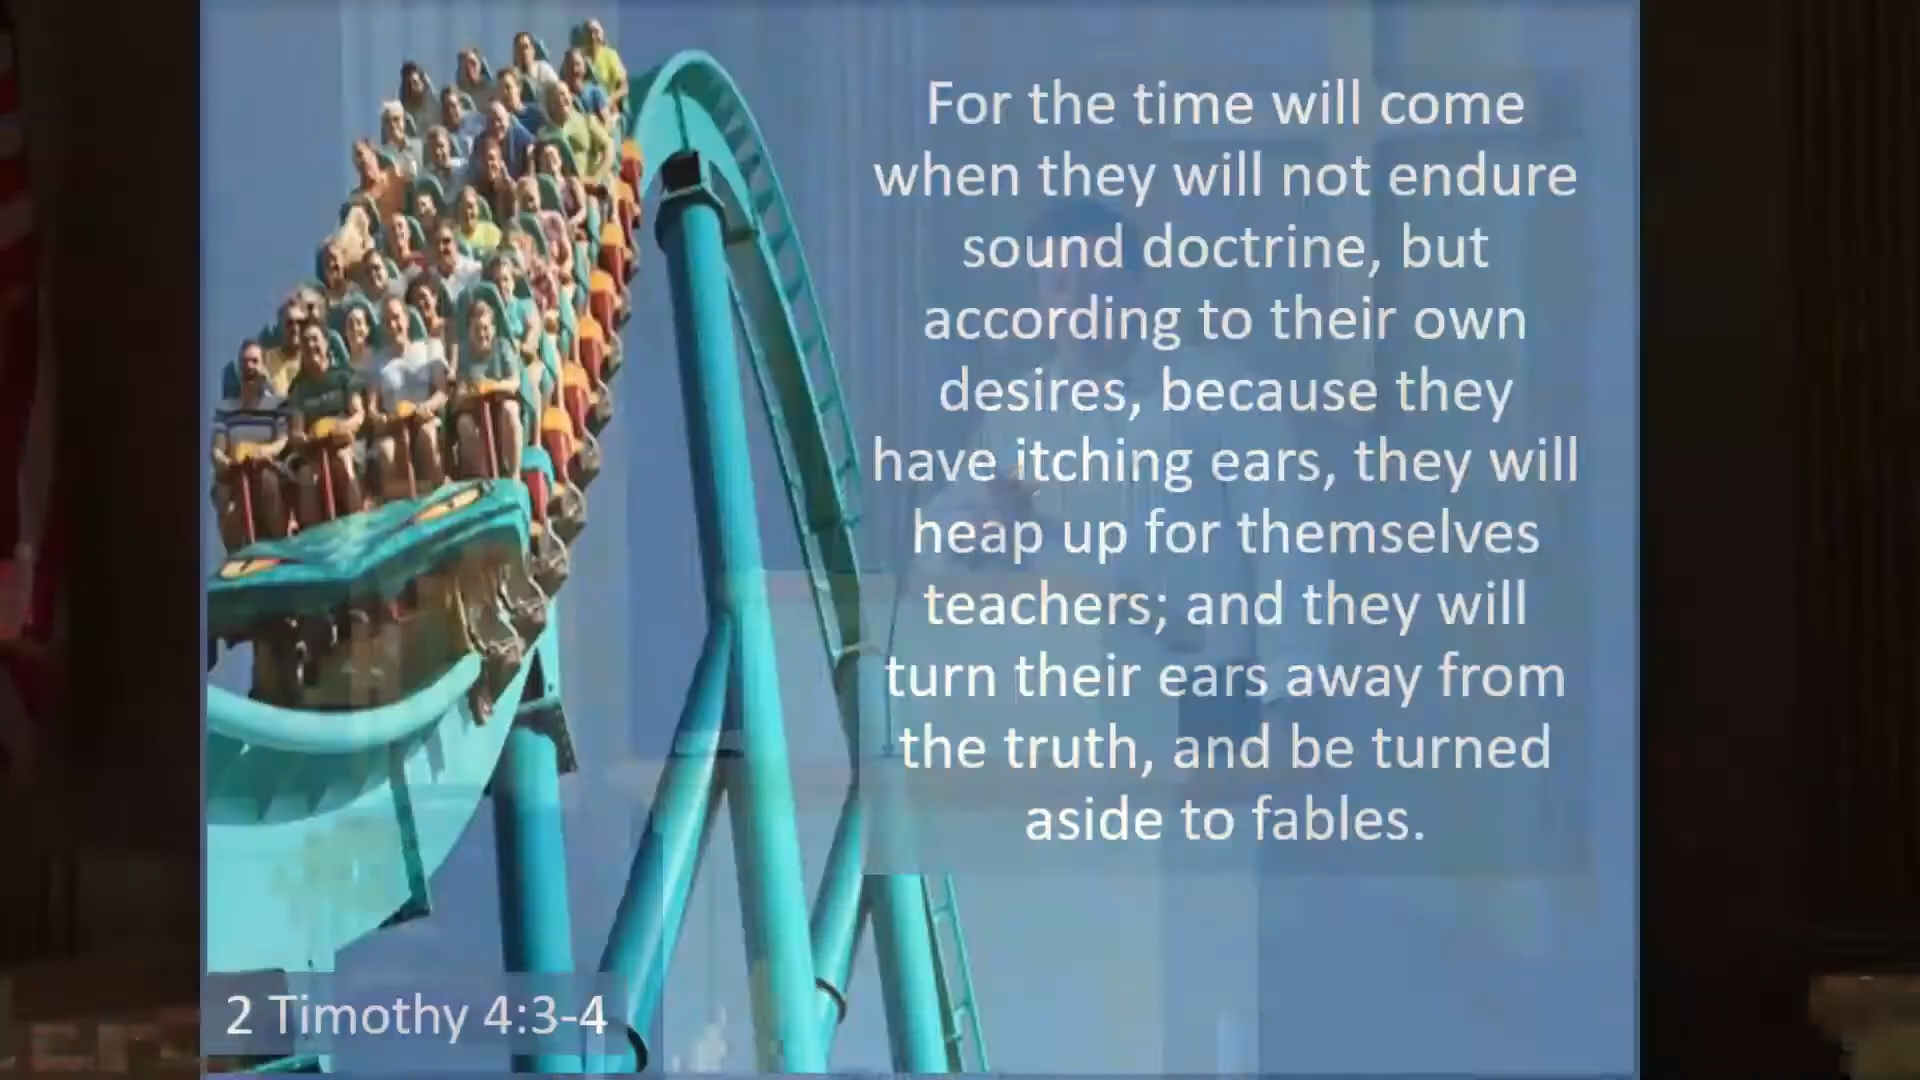 For the time will come
when they will not endure
sound doctrine, but
according to their own
desires, because they
have itching ears, they will
heap up for themselves
teachers; and they will
turn their ears away from
the truth, and be turned
aside to fables.
2 Timothy 4:3-4